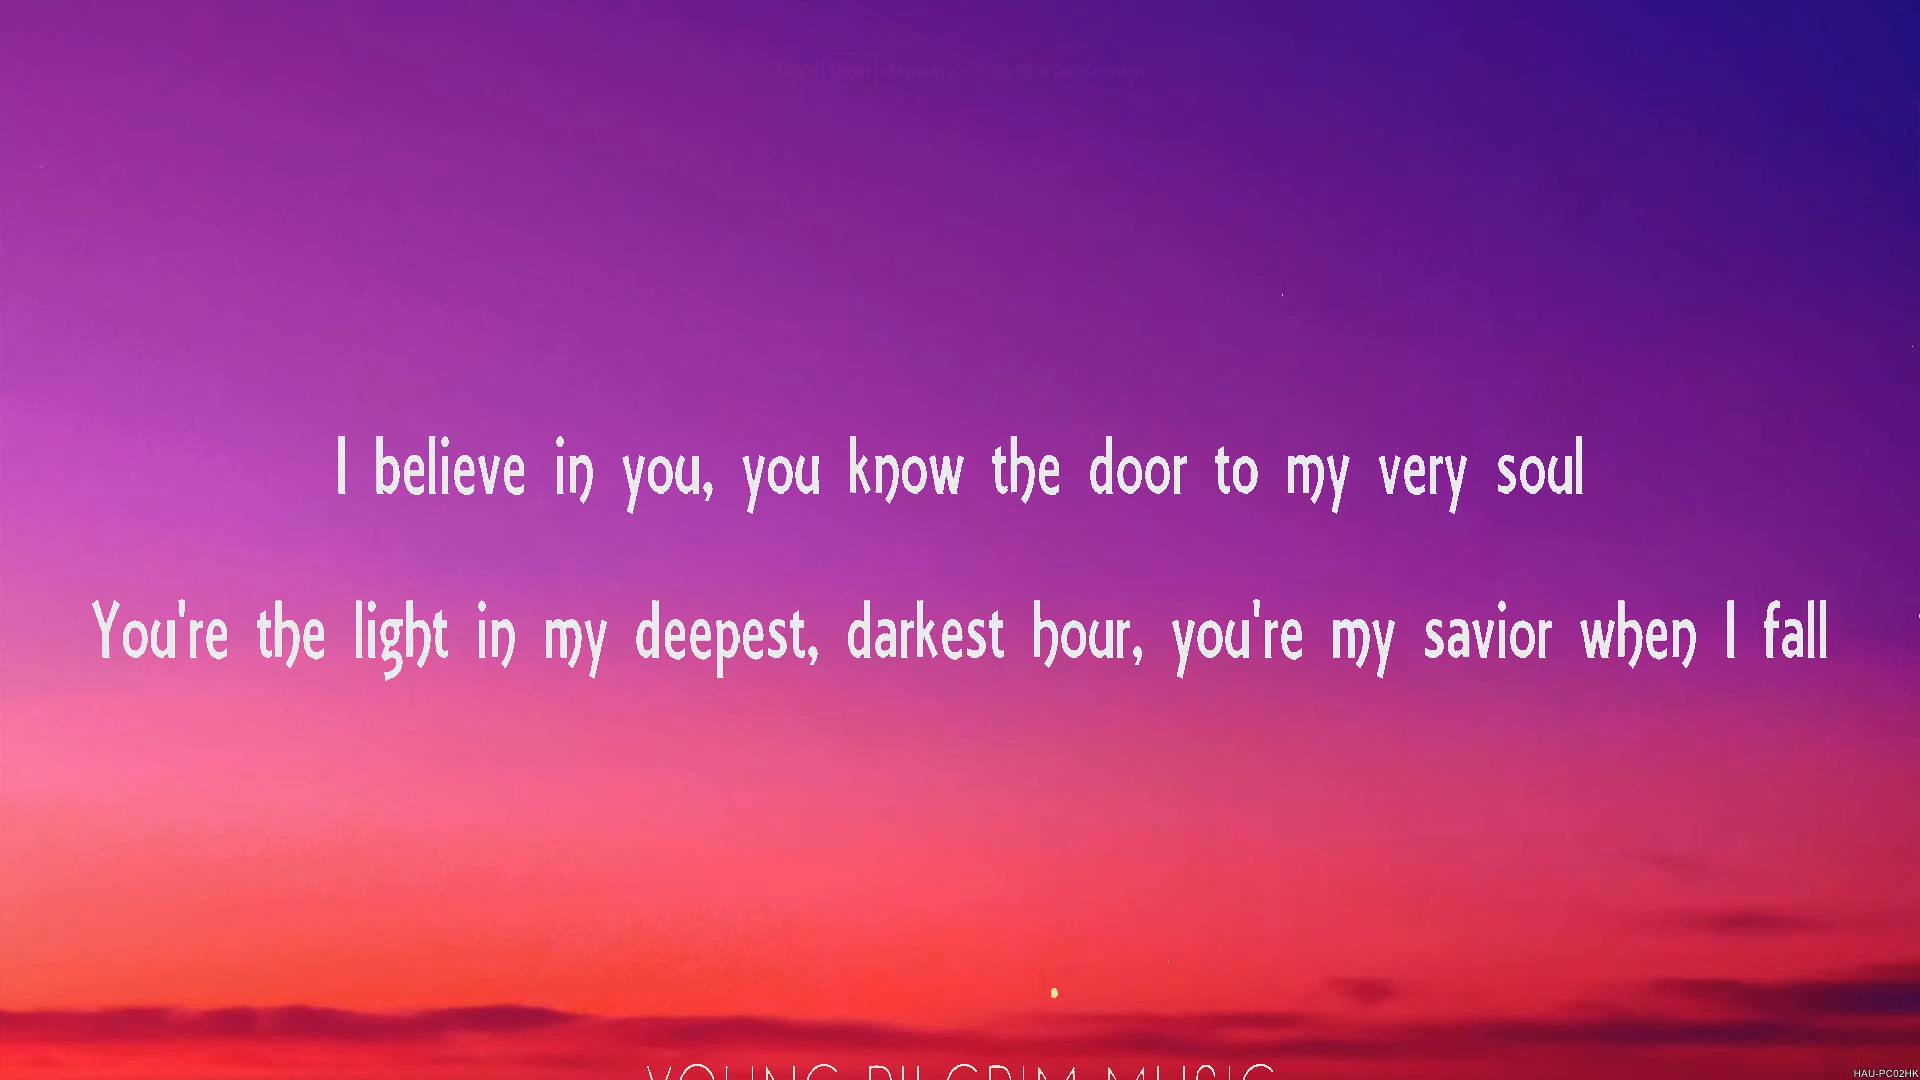 I believe in you, you know the door to my very soul
You're the light in my deepest, darkest hour, you're my savior when I fall
YOUNG PILGRIM MUSIC
HAU-PC02HK